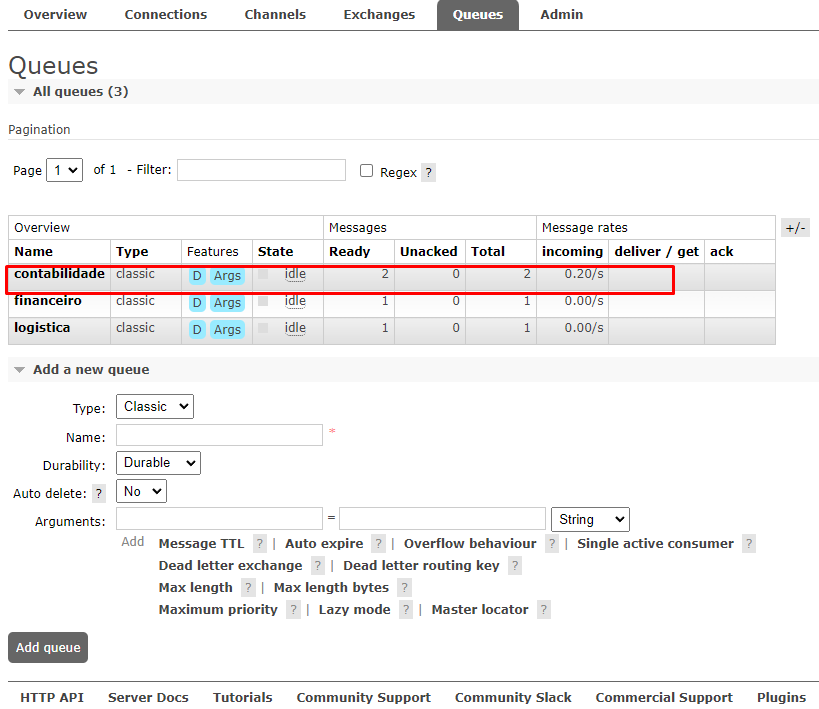 Overview Connections Channels Exchanges Queues Admin
Queues
All queues (3)
Pagination
Page 1 of 1 - Filter: Regex ?
Overview Messages Message rates +/-
Name Type Features State Ready Unacked Total incoming deliver / get ack
contabilidade classic D Args idle 2 0 2 0.20/s
financeiro classic D Args idle 1 0 1 0.00/s
logistica classic D Args idle 1 0 1 0.00/s
Add a new queue
Type: Classic
Name: *
Durability: Durable
Auto delete: ? No
Arguments: = String
Add Message TTL ? | Auto expire ? | Overflow behaviour ? | Single active consumer ?
Dead letter exchange ? | Dead letter routing key ?
Max length ? | Max length bytes ?
Maximum priority ? | Lazy mode ? | Master locator ?
Add queue
HTTP API Server Docs Tutorials Community Support Community Slack Commercial Support Plugins